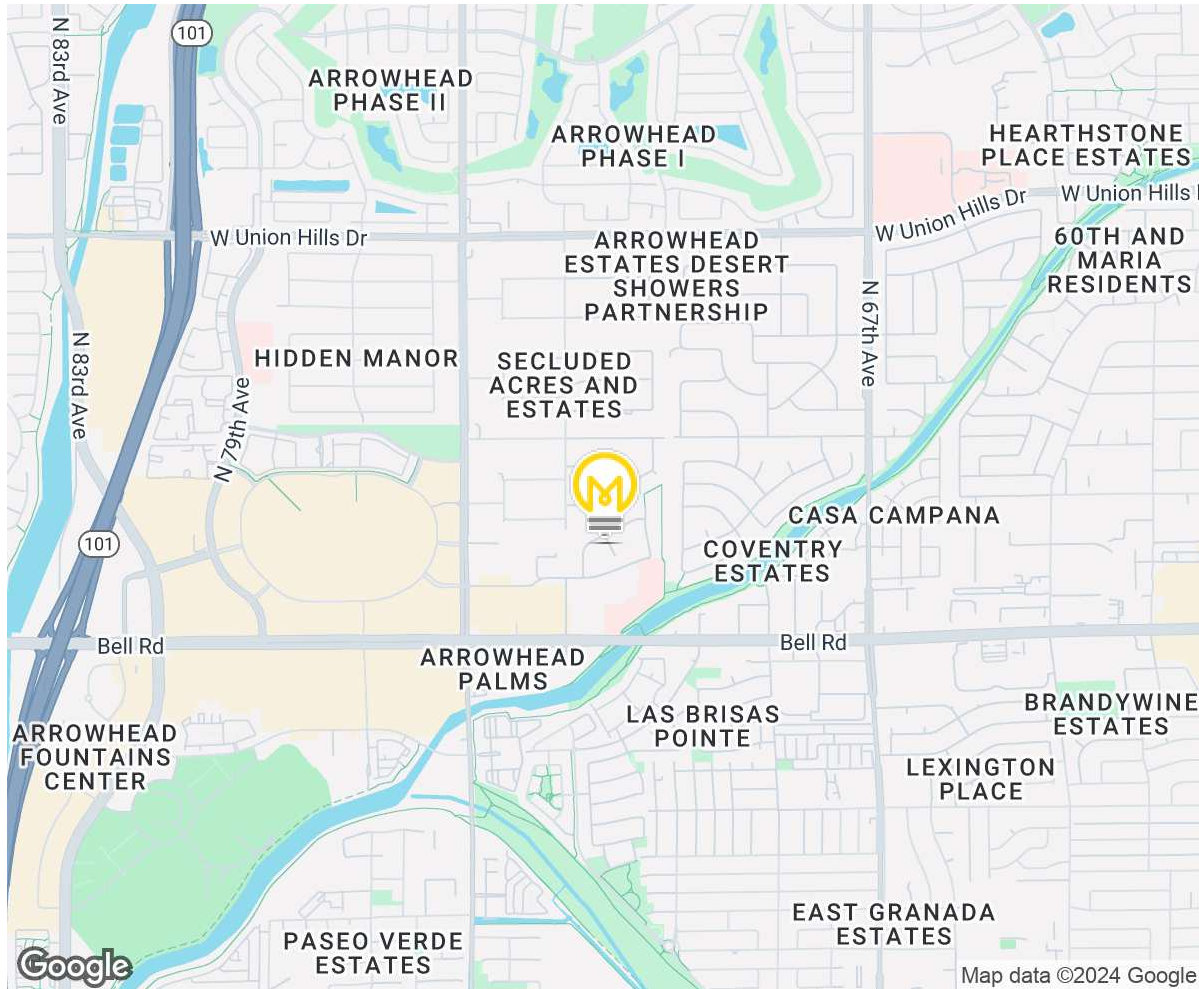 N 83rd Ave
101
ARROWHEAD
PHASE II
ARROWHEAD
PHASE I
HEARTHSTONE
PLACE ESTATES
W Union Hills D
W Union Hills Dr
W Union Hills Dr
ARROWHEAD
ESTATES DESERT
SHOWERS
PARTNERSHIP
60TH AND
MARIA
RESIDENTS
N 67th Ave
N 83rd Ave
HIDDEN MANOR
SECLUDED
ACRES AND
ESTATES
N 79th Ave
M
CASA CAMPANA
101
COVENTRY
ESTATES
Bell Rd
Bell Rd
ARROWHEAD
PALMS
BRANDYWINE
ESTATES
LAS BRISAS
POINTE
ARROWHEAD
FOUNTAINS
CENTER
LEXINGTON
PLACE
EAST GRANADA
ESTATES
PASEO VERDE
ESTATES
Google
Map data ©2024 Google